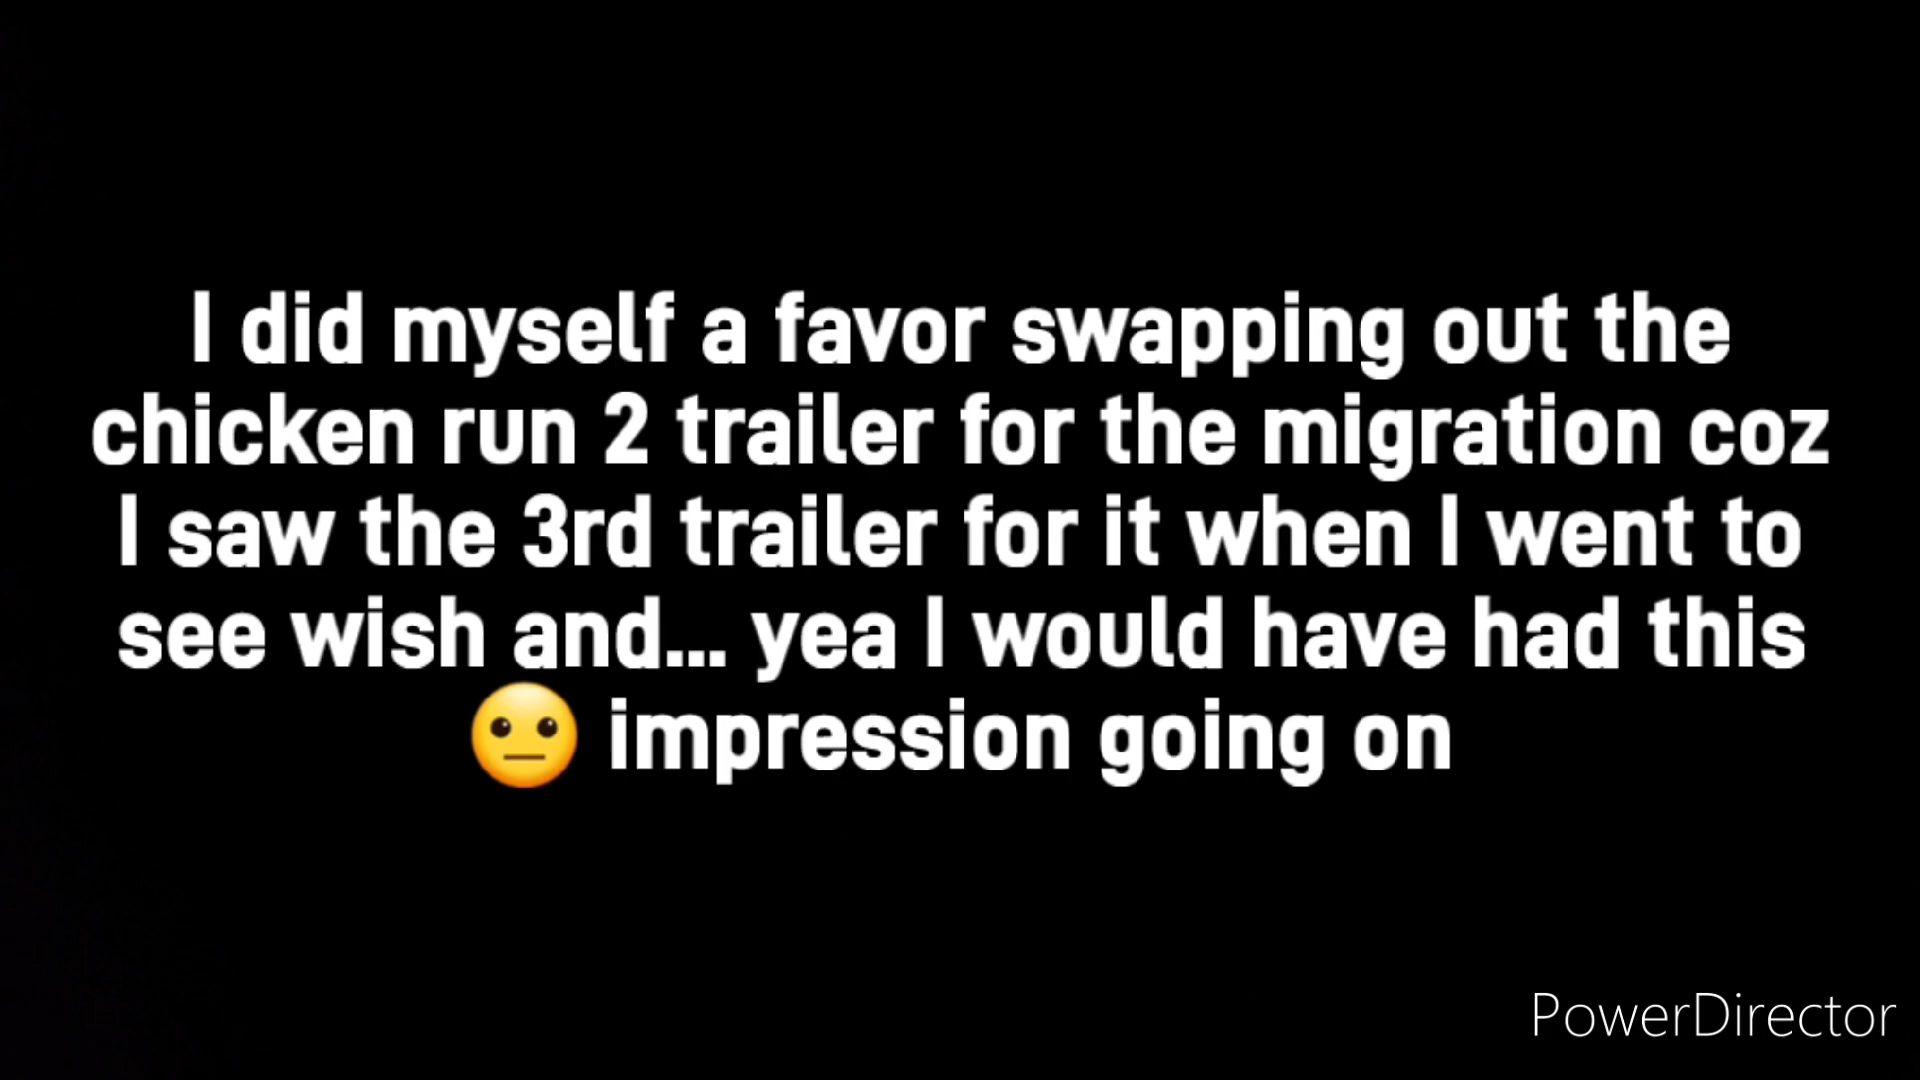 I did myself a favor swapping out the
chicken run 2 trailer for the migration coz
I saw the 3rd trailer for it when I went to
see wish and... yea I would have had this
😐 impression going on
PowerDirector